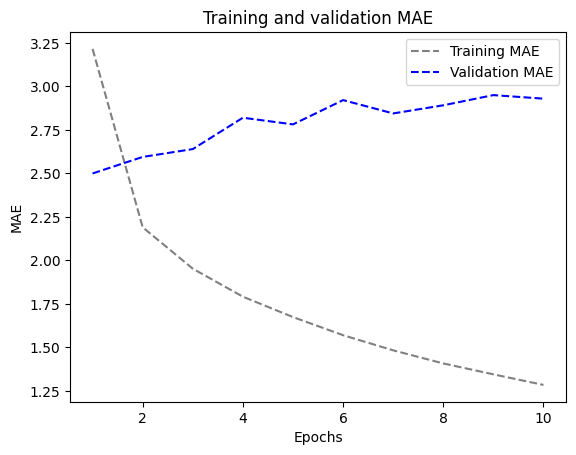 Training and validation MAE
Training MAE
Validation MAE
3.25
3.00
2.75
2.50
2.25
2.00
1.75
1.50
1.25
MAE
2 4 6 8 10
Epochs